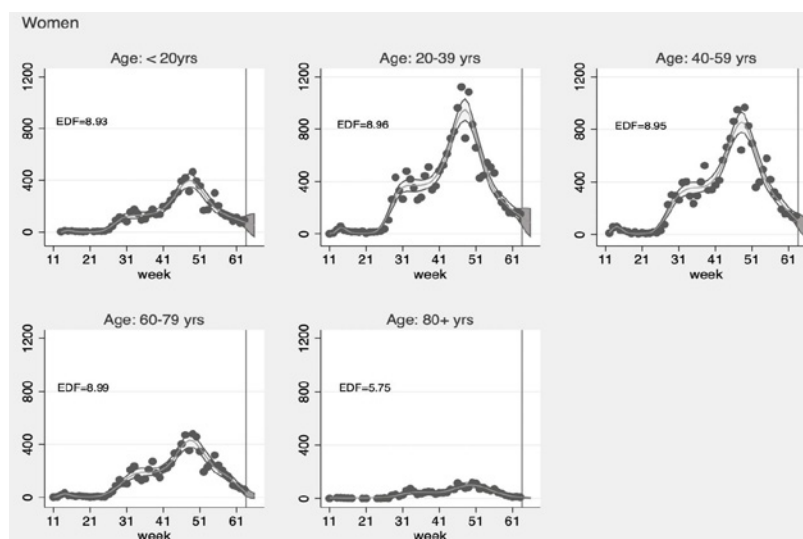 Women
Age: < 20yrs
Age: 20-39 yrs
Age: 40-59 yrs
1200
800
400
0
EDF=8.93
11 21 31 41 51 61
week
1200
800
400
0
EDF=8.96
11 21 31 41 51 61
week
1200
800
400
0
EDF=8.95
11 21 31 41 51 61
week
Age: 60-79 yrs
Age: 80+ yrs
1200
800
400
0
EDF=8.99
11 21 31 41 51 61
week
1200
800
400
0
EDF=5.75
11 21 31 41 51 61
week